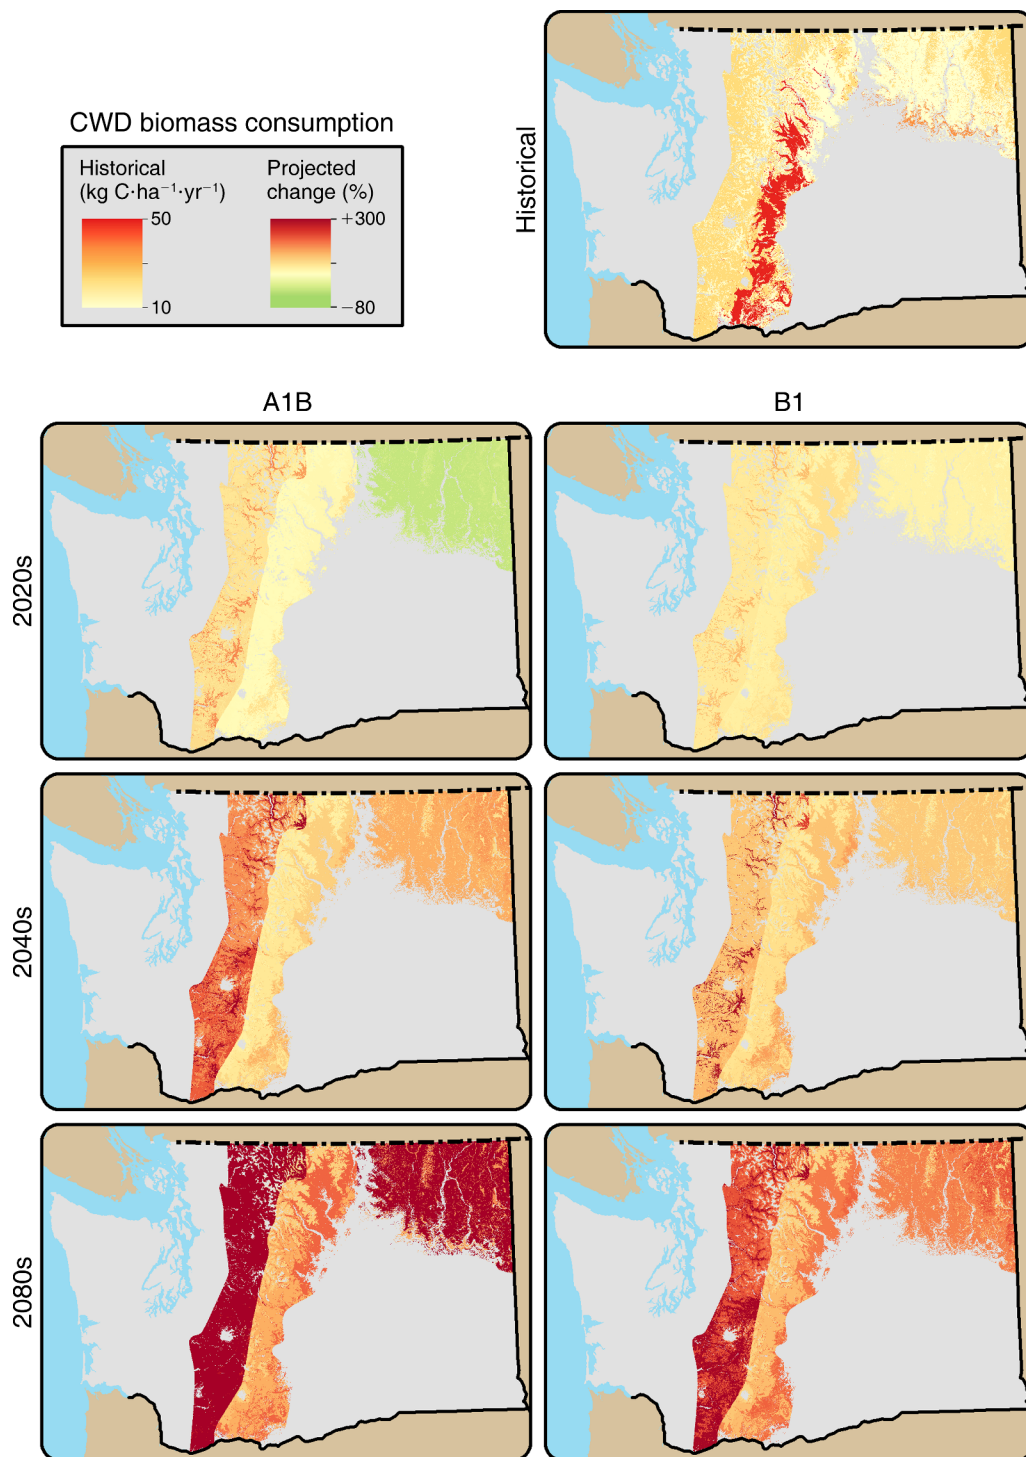 CWD biomass consumption
Historical
(kg C·ha⁻¹·yr⁻¹)
50
10
Projected
change (%)
+300
−80
Historical
A1B
B1
2020s
2040s
2080s